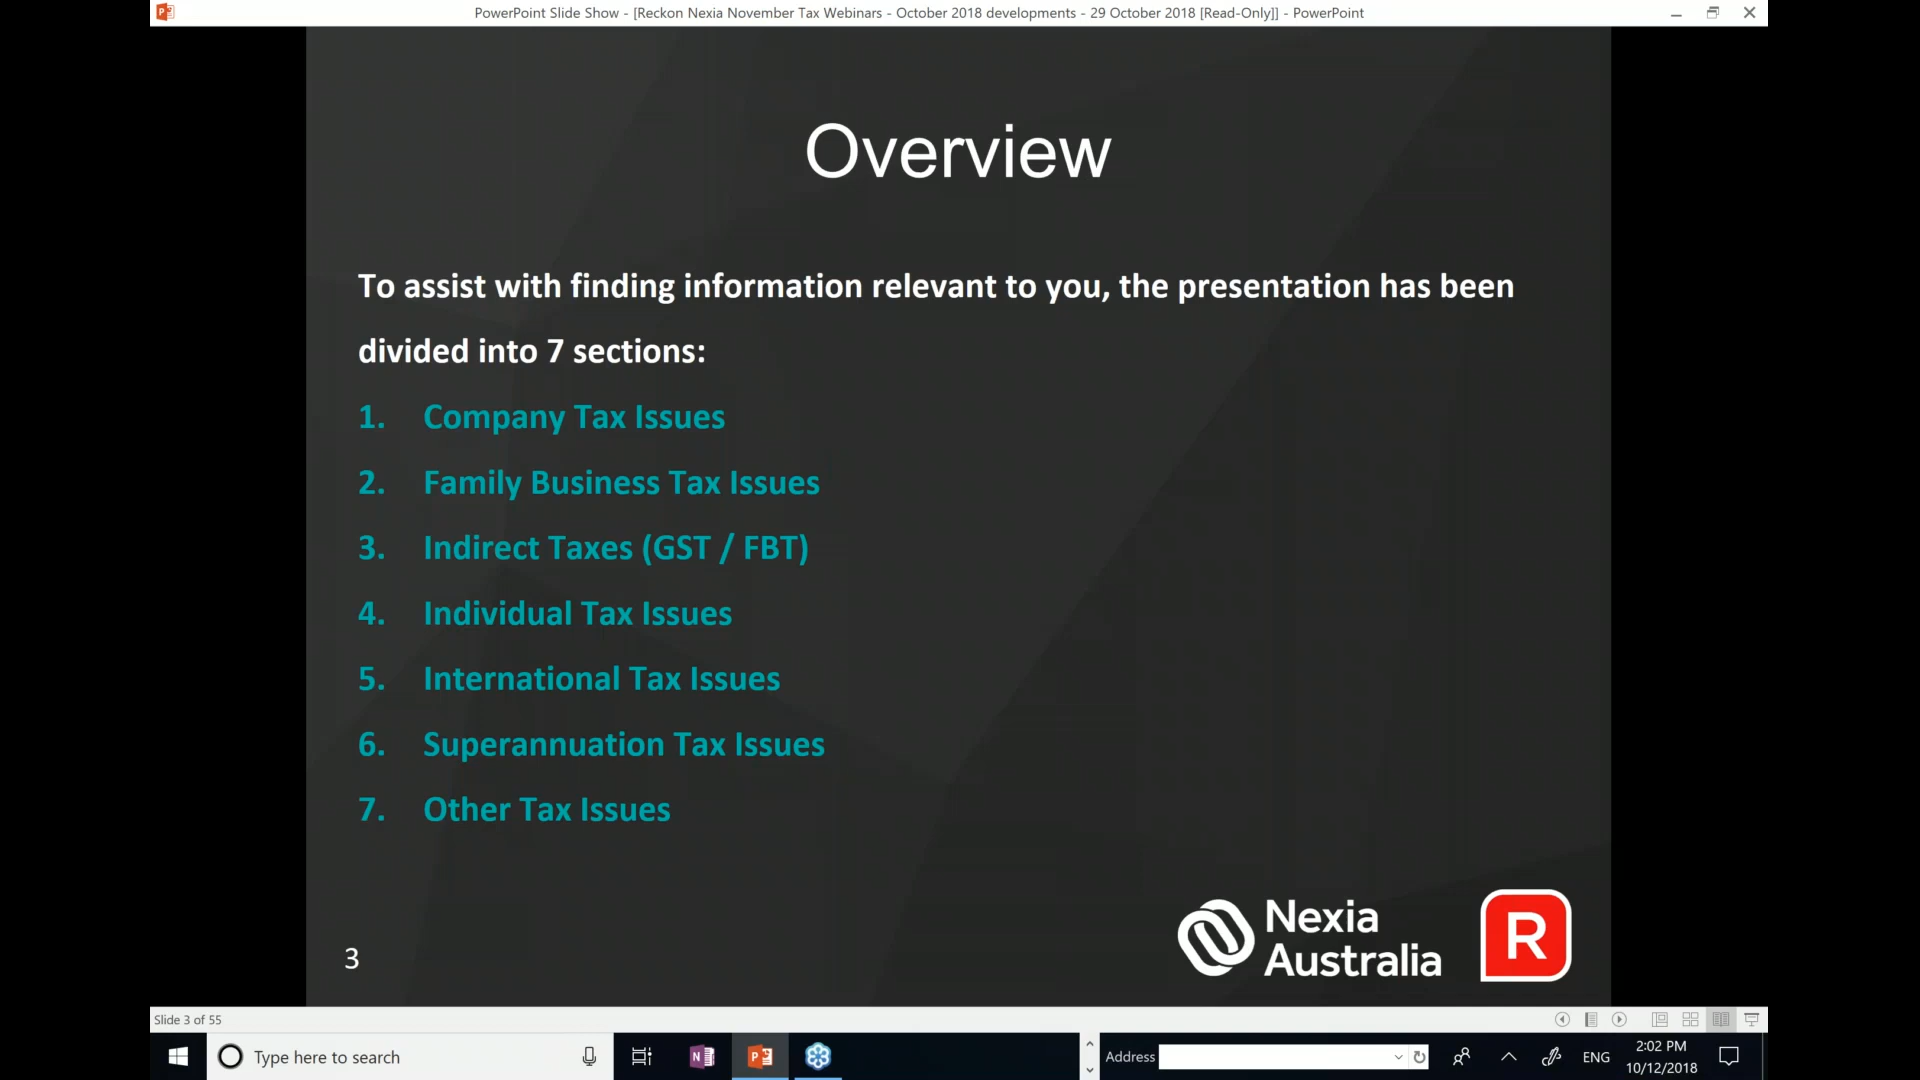 PowerPoint Slide Show - [Reckon Nexia November Tax Webinars - October 2018 developments - 29 October 2018 [Read-Only]] - PowerPoint
Overview
To assist with finding information relevant to you, the presentation has been
divided into 7 sections:
1. Company Tax Issues
2. Family Business Tax Issues
3. Indirect Taxes (GST / FBT)
4. Individual Tax Issues
5. International Tax Issues
6. Superannuation Tax Issues
7. Other Tax Issues
3
Nexia
Australia
R
Slide 3 of 55
Type here to search
Address
ENG
2:02 PM
10/12/2018